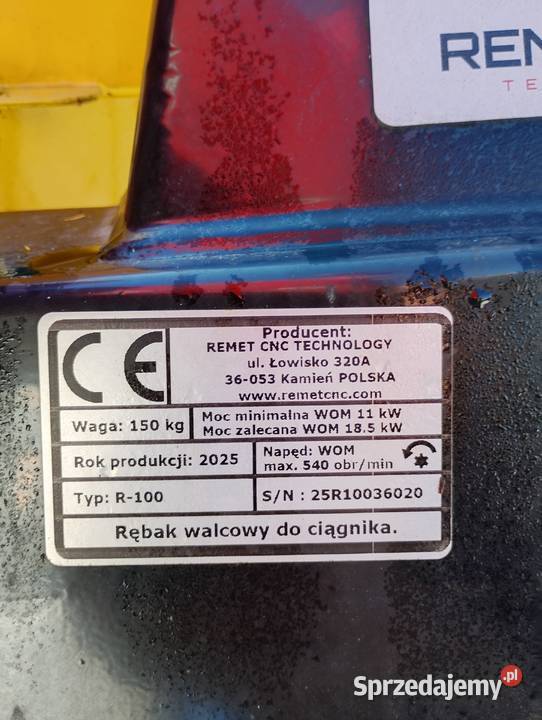 CE
Producent:
REMET CNC TECHNOLOGY
ul. Łowisko 320A
36-053 Kamień POLSKA
www.remetcnc.com
Waga: 150 kg
Moc minimalna WOM 11 kW
Moc zalecana WOM 18.5 kW
Rok produkcji: 2025
Napęd: WOM
max. 540 obr/min
Typ: R-100
S/N : 25R10036020
Rębak walcowy do ciągnika.
Sprzedajemy.pl